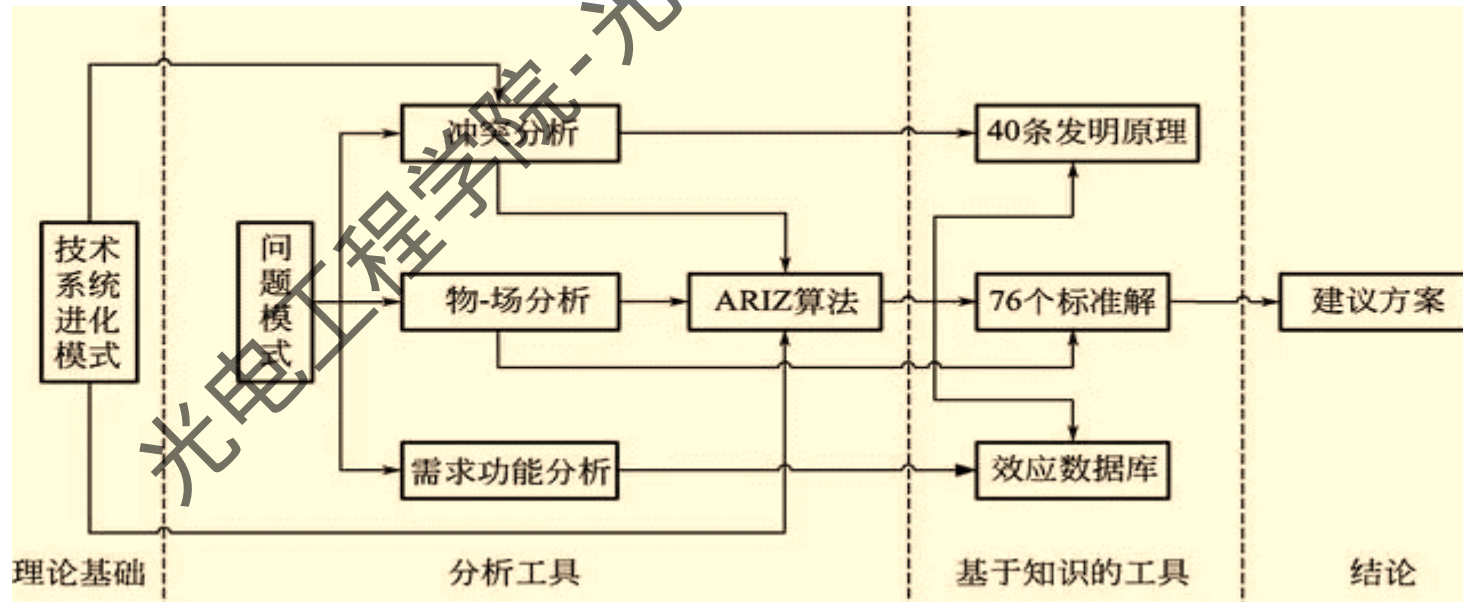 冲突分析
40条发明原理
技术
系统
进化
模式
问
题
模
式
物-场分析
ARIZ算法
76个标准解
建议方案
需求功能分析
效应数据库
理论基础
分析工具
基于知识的工具
结论
光电工程学院-光